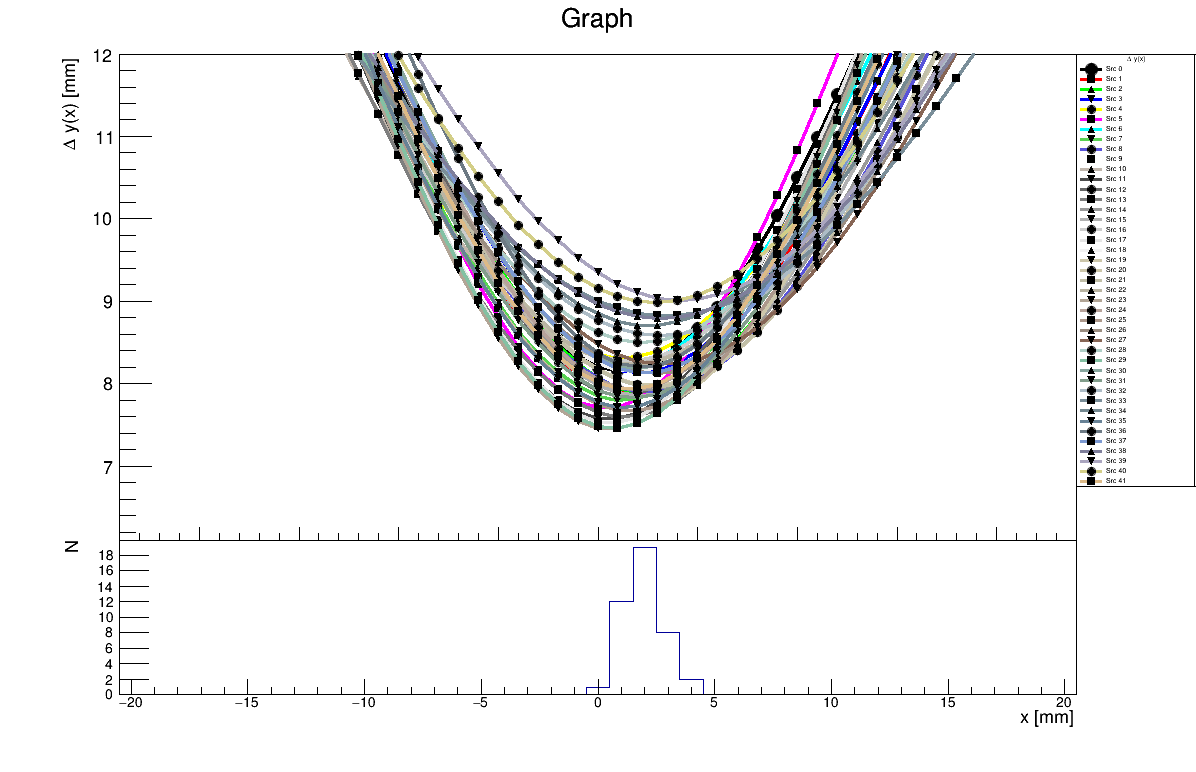 Graph
Δ y(x) [mm]
12
11
10
9
8
7
Δ y(x)
Src 0
Src 1
Src 2
Src 3
Src 4
Src 5
Src 6
Src 7
Src 8
Src 9
Src 10
Src 11
Src 12
Src 13
Src 14
Src 15
Src 16
Src 17
Src 18
Src 19
Src 20
Src 21
Src 22
Src 23
Src 24
Src 25
Src 26
Src 27
Src 28
Src 29
Src 30
Src 31
Src 32
Src 33
Src 34
Src 35
Src 36
Src 37
Src 38
Src 39
Src 40
Src 41
N
18
16
14
12
10
8
6
4
2
0
−20 −15 −10 −5 0 5 10 15 20
x [mm]